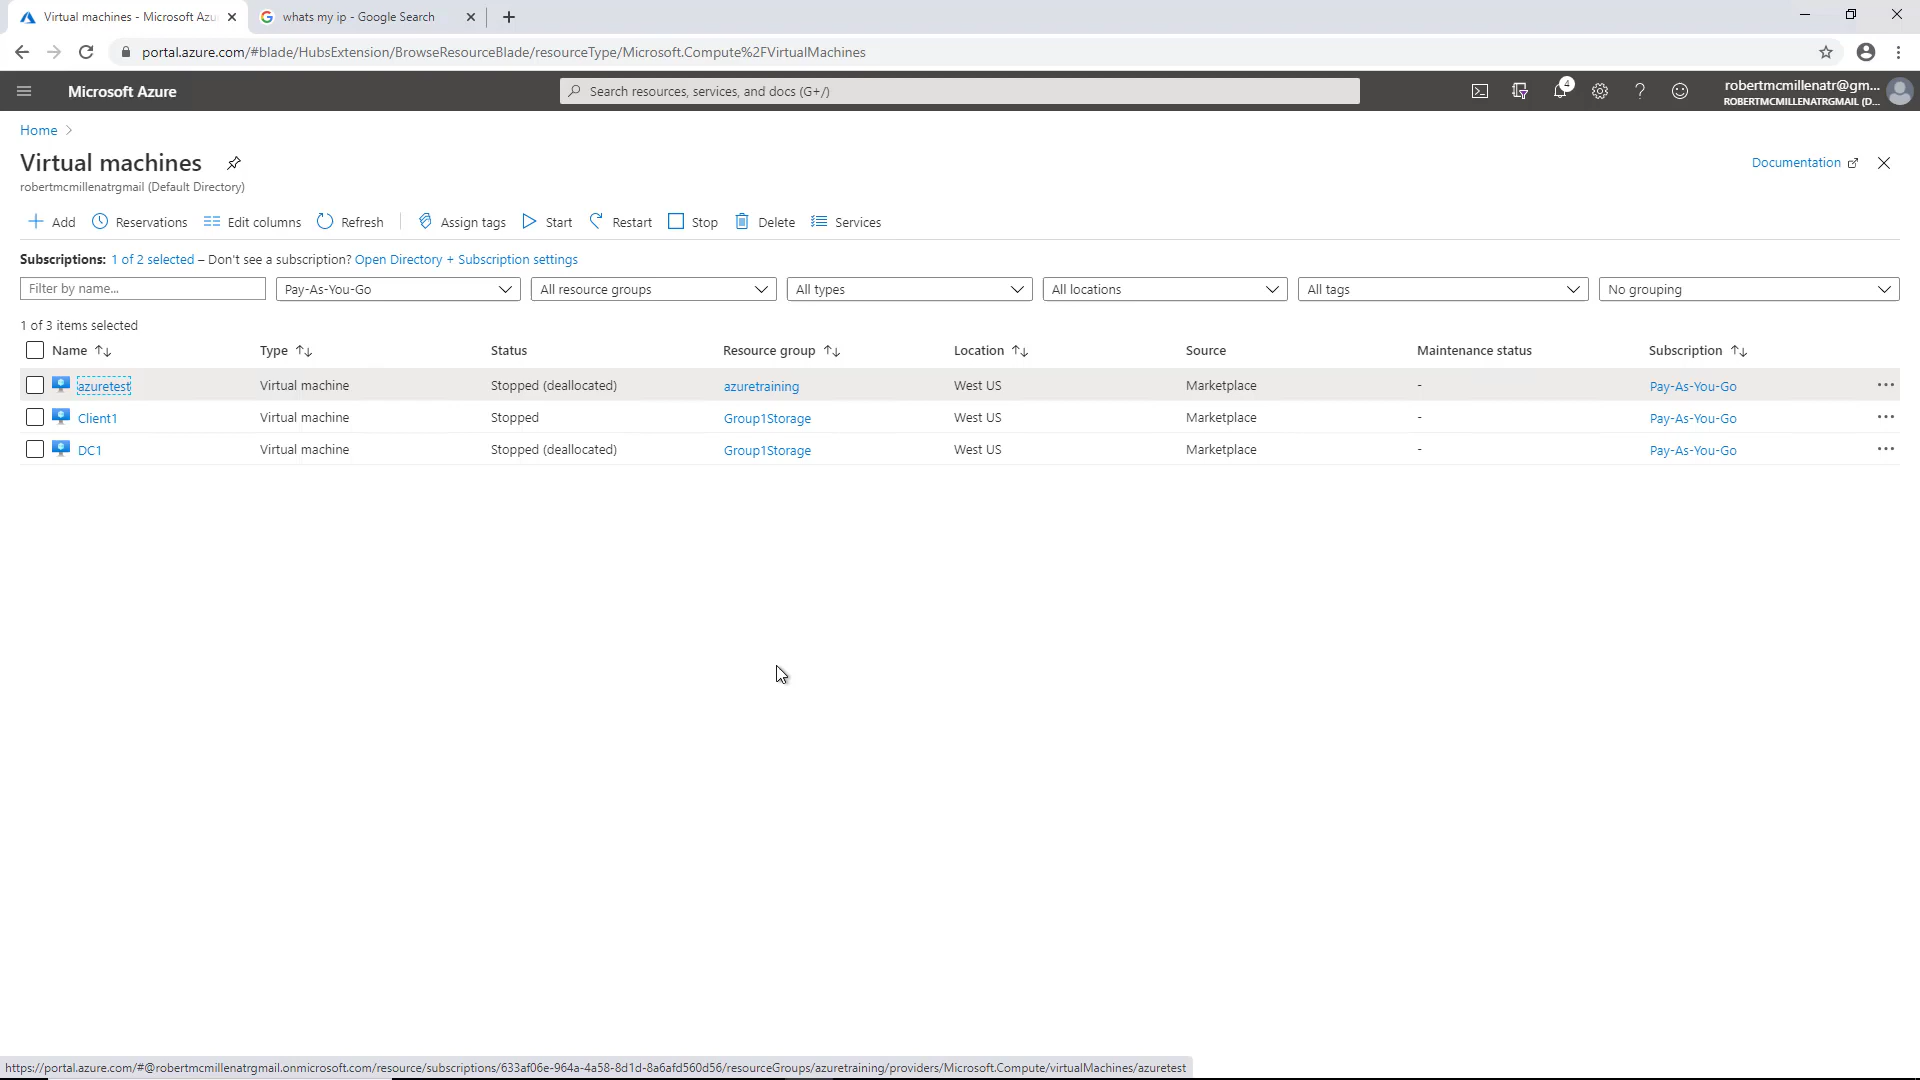 Virtual machines - Microsoft Azu
whats my ip - Google Search
portal.azure.com/#blade/HubsExtension/BrowseResourceBlade/resourceType/Microsoft.Compute%2FVirtualMachines
Microsoft Azure
Search resources, services, and docs (G+/)
4
robertmcmillenatr@gm...
ROBERTMCMILLENATRGMAIL (D...
Home
Virtual machines
Documentation
robertmcmillenatrgmail (Default Directory)
Add Reservations Edit columns Refresh Assign tags Start Restart Stop Delete Services
Subscriptions: 1 of 2 selected – Don't see a subscription? Open Directory + Subscription settings
Filter by name... Pay-As-You-Go All resource groups All types All locations All tags No grouping
1 of 3 items selected
Name Type Status Resource group Location Source Maintenance status Subscription
azuretest Virtual machine Stopped (deallocated) azuretraining West US Marketplace - Pay-As-You-Go ...
Client1 Virtual machine Stopped Group1Storage West US Marketplace - Pay-As-You-Go ...
DC1 Virtual machine Stopped (deallocated) Group1Storage West US Marketplace - Pay-As-You-Go ...
https://portal.azure.com/#@robertmcmillenatrgmail.onmicrosoft.com/resource/subscriptions/633af06e-964a-4a58-8d1d-8a6afd560d56/resourceGroups/azuretraining/providers/Microsoft.Compute/virtualMachines/azuretest